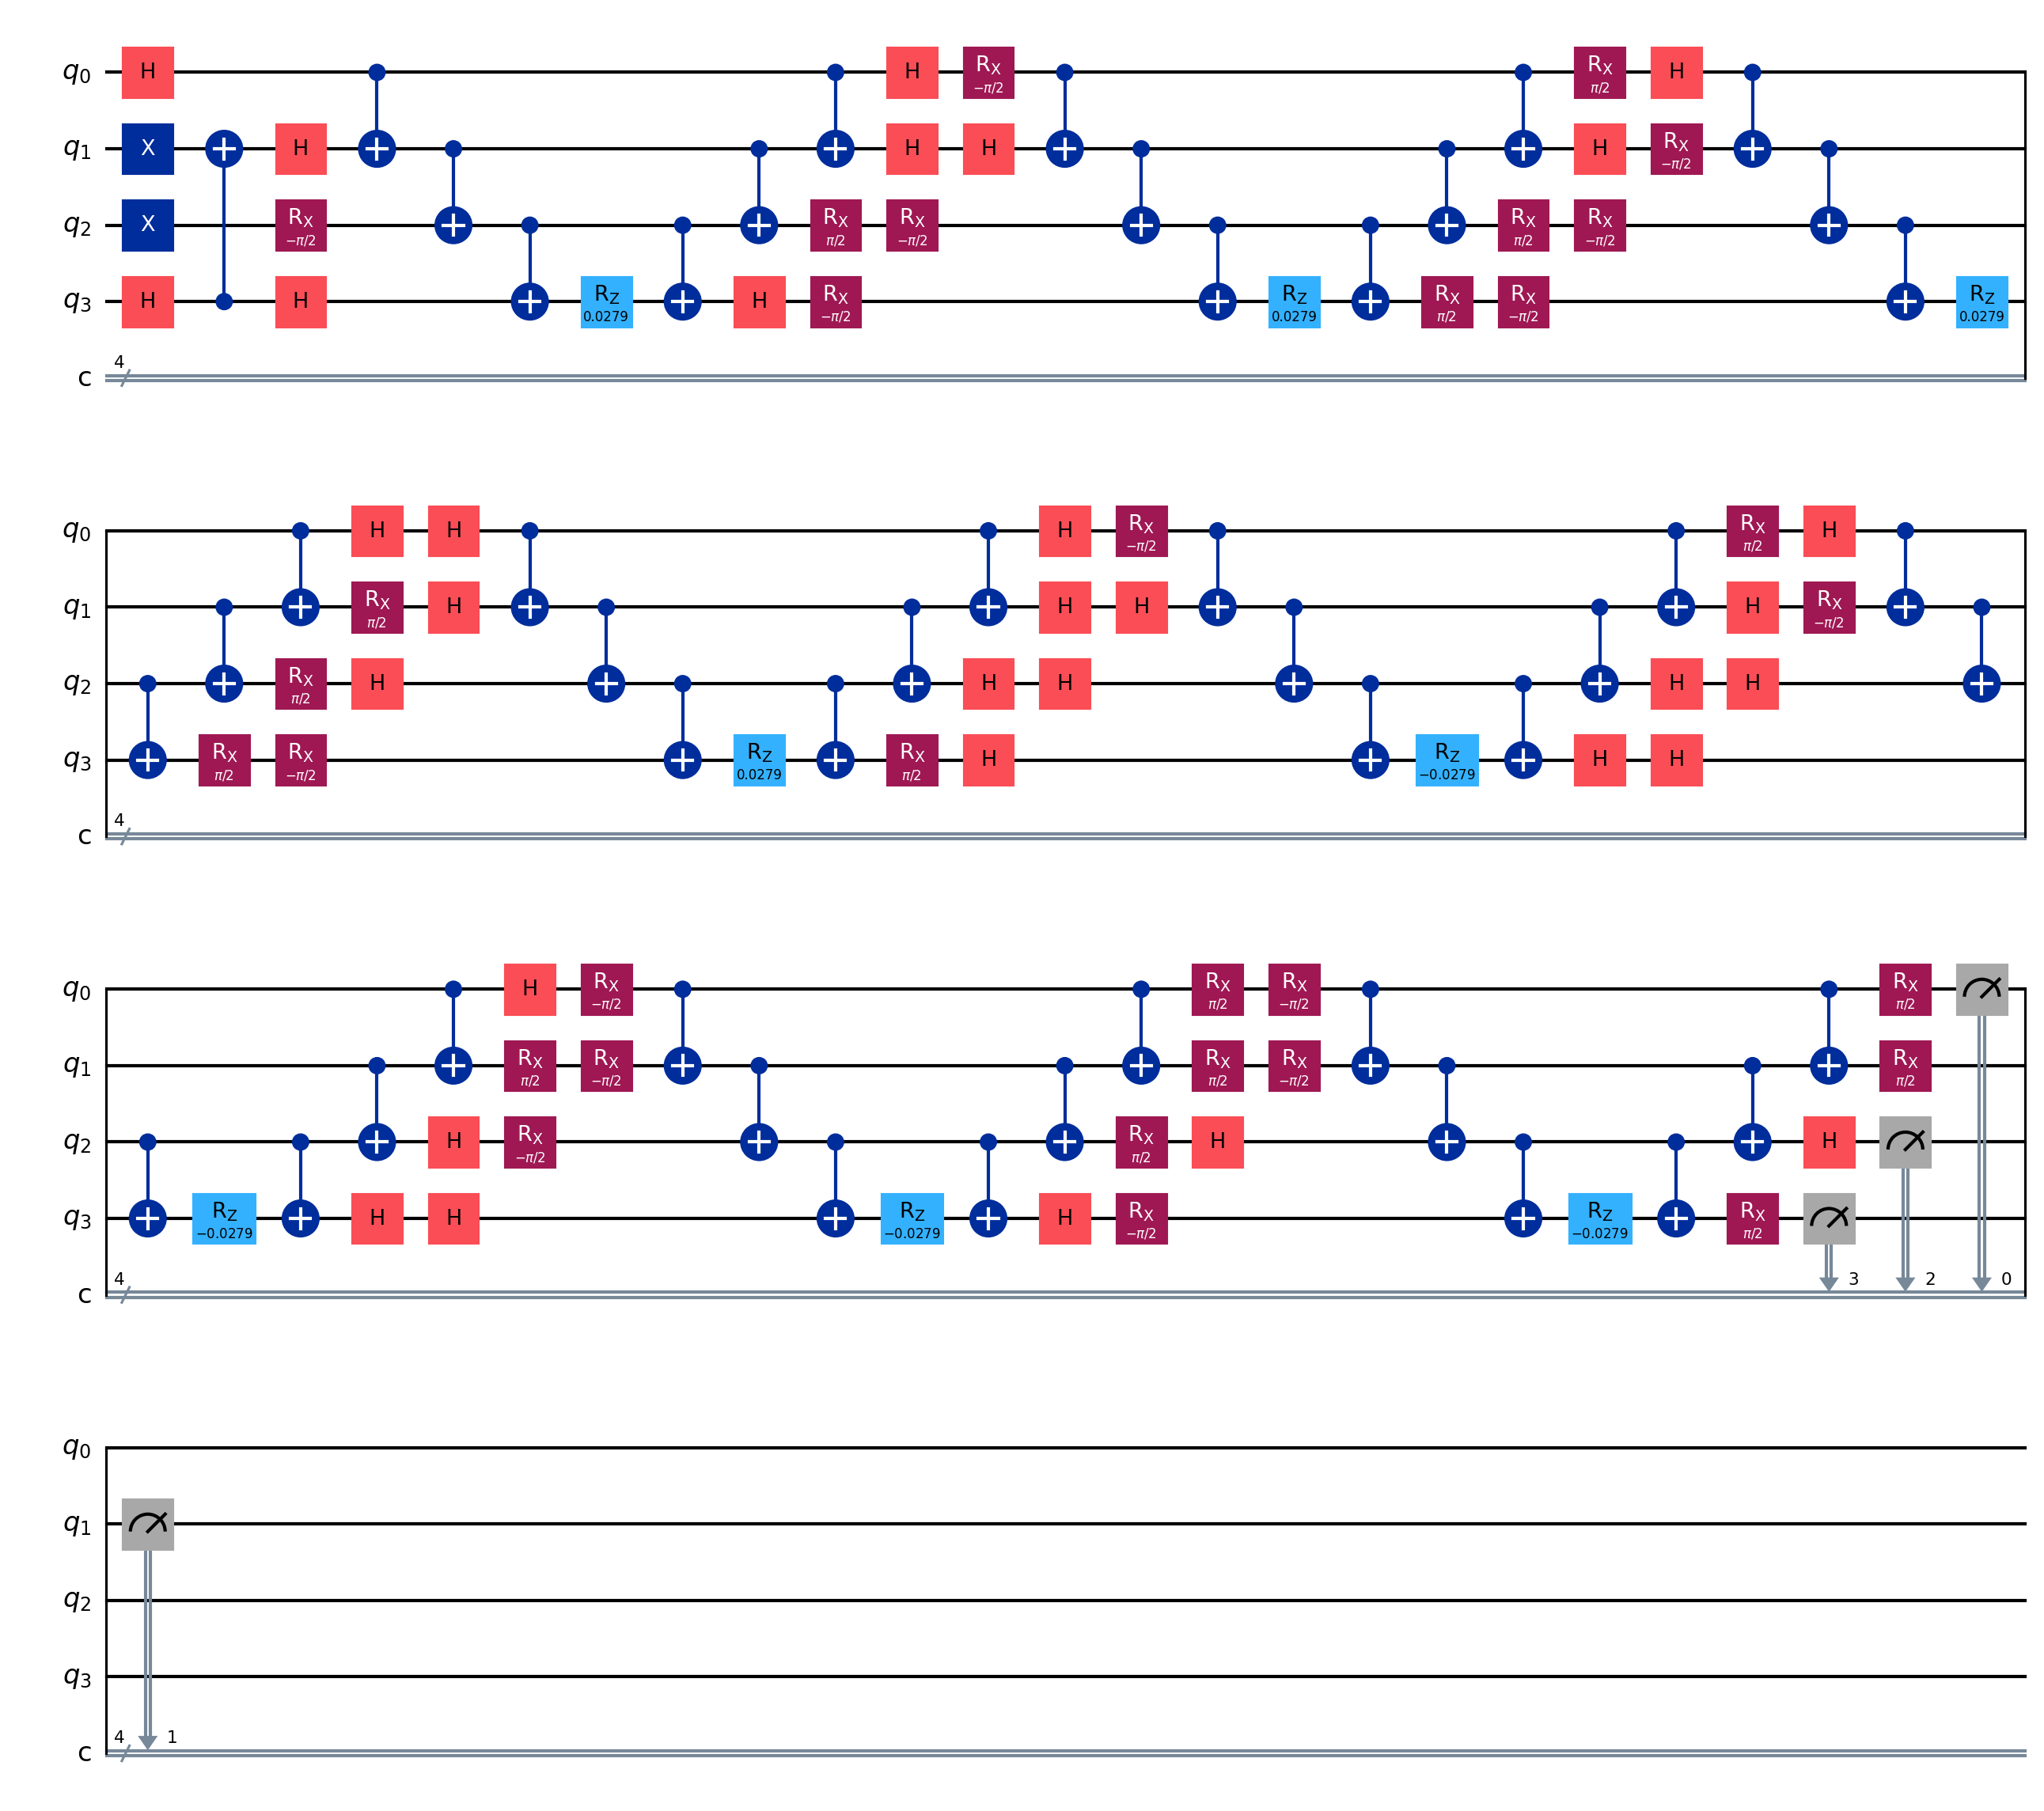 q0 H H RX −π/2 RX π/2 H
q1 X H H H H RX −π/2
q2 X RX −π/2 RX π/2 RX −π/2 RX π/2 RX −π/2
q3 H H RZ 0.0279 H RX −π/2 RZ 0.0279 RX π/2 RX −π/2 RZ 0.0279
c 4
q0 H H H RX −π/2 RX π/2 H
q1 RX π/2 H H H H RX −π/2
q2 RX π/2 H H H H H
q3 RX π/2 RX −π/2 RZ 0.0279 RX π/2 H RZ −0.0279 H H
c 4
q0 H RX −π/2 RX π/2 RX −π/2 RX π/2
q1 RX π/2 RX −π/2 RX π/2 RX −π/2 RX π/2
q2 H RX −π/2 RX π/2 H H
q3 RZ −0.0279 H H RZ −0.0279 H RX −π/2 RZ −0.0279 RX π/2
c 4 3 2 0
q0
q1
q2
q3
c 4 1